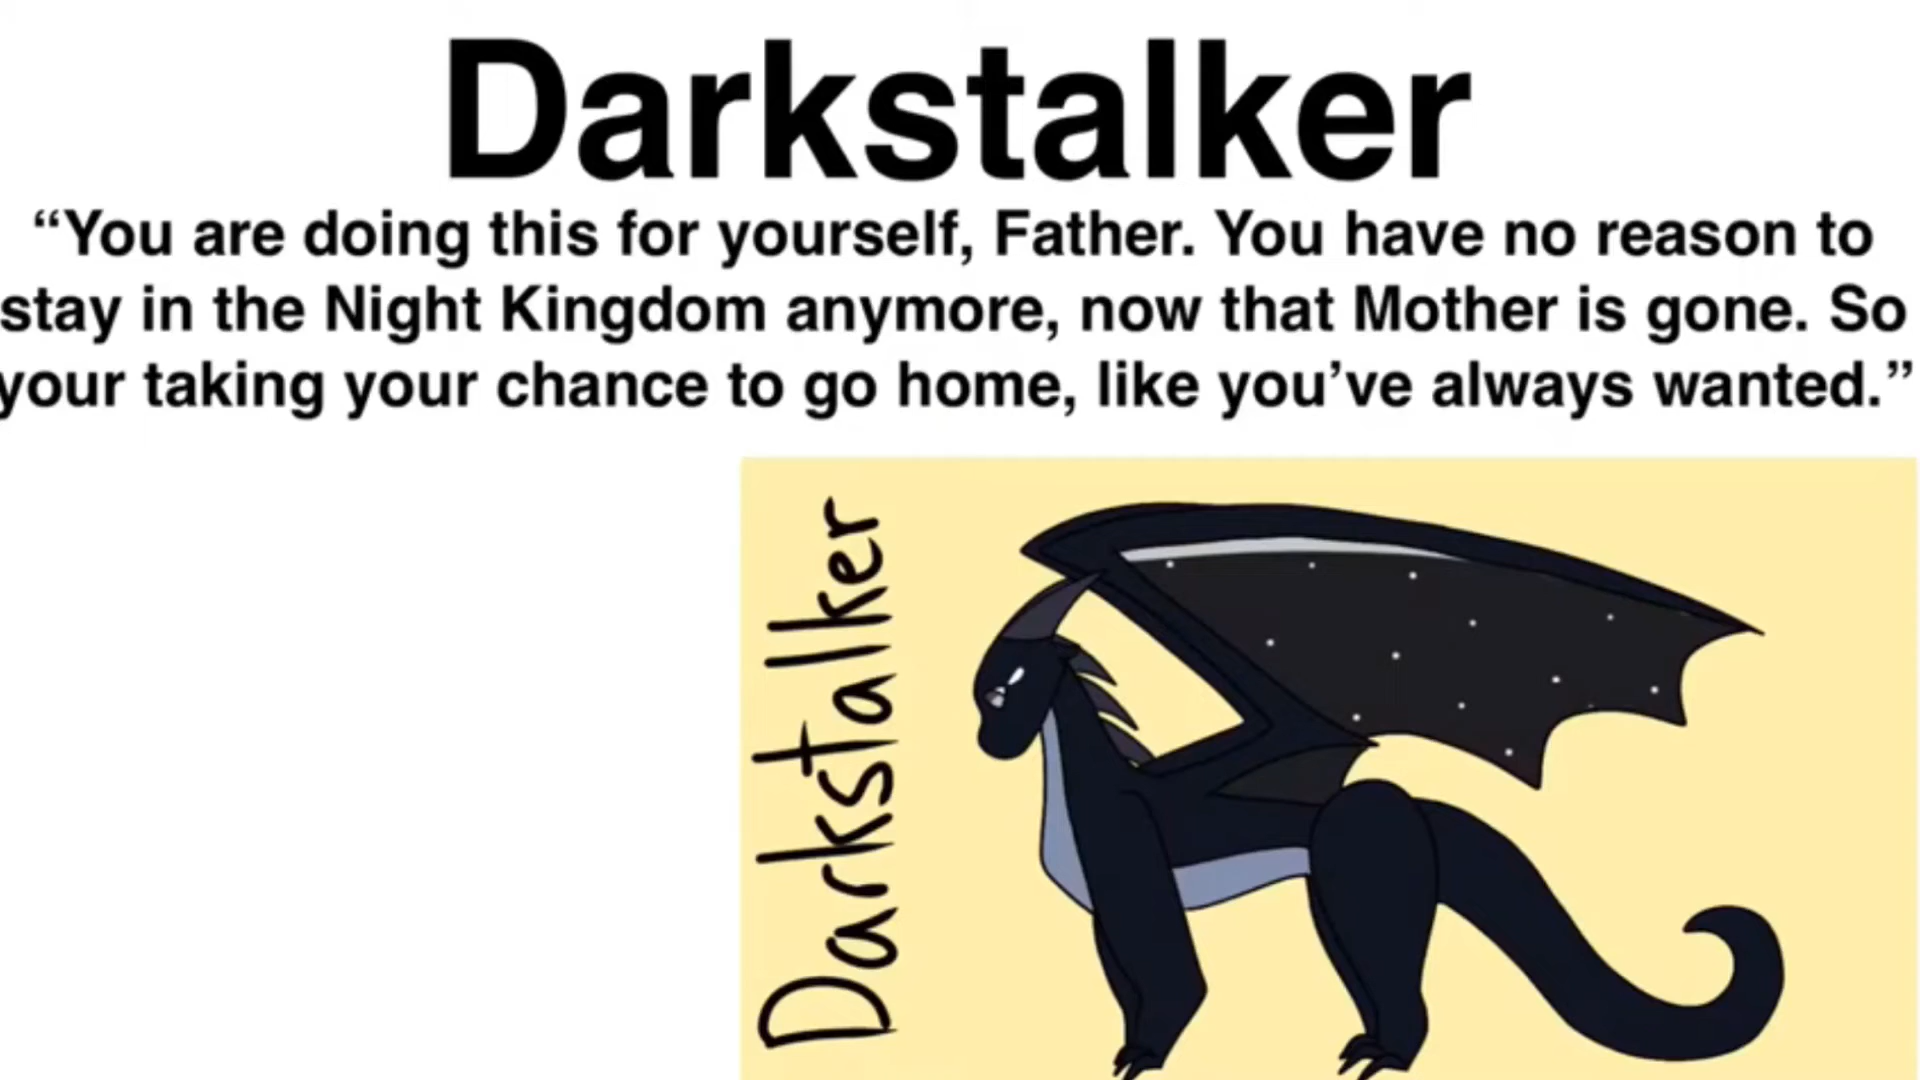 Darkstalker
“You are doing this for yourself, Father. You have no reason to
stay in the Night Kingdom anymore, now that Mother is gone. So
your taking your chance to go home, like you’ve always wanted.”
Darkstalker